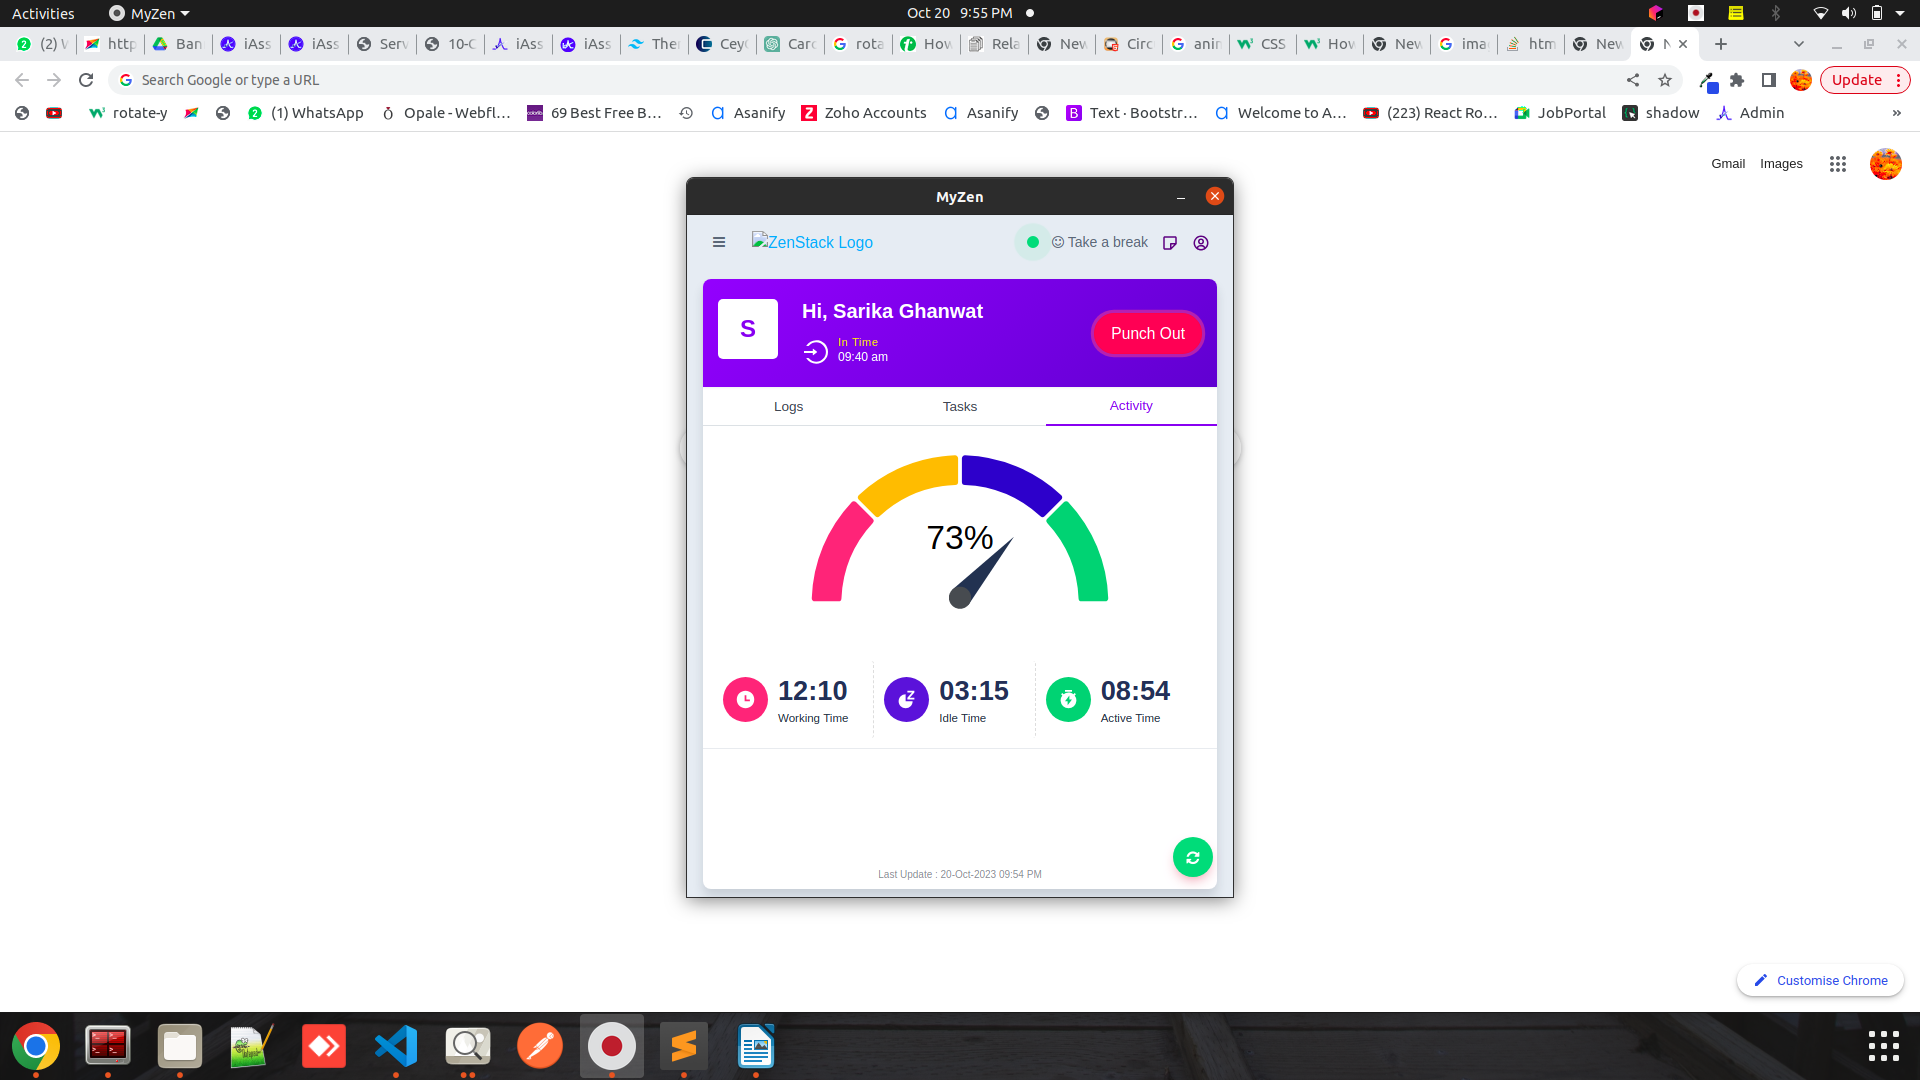 Activities MyZen Oct 20 9:55 PM
(2) W http Ban iAss iAss Serv 10-C iAss iAss The Cey Card rota How Rela New Circ anim CSS How New ima htm New N
Search Google or type a URL Update
rotate-y (1) WhatsApp Opale - Webfl... 69 Best Free B... Asanify Zoho Accounts Asanify Text · Bootstr... Welcome to A... (223) React Ro... JobPortal shadow Admin »
Gmail Images
MyZen
ZenStack Logo Take a break
S
Hi, Sarika Ghanwat
In Time
09:40 am
Punch Out
Logs Tasks Activity
73%
12:10 03:15 08:54
Working Time Idle Time Active Time
Last Update : 20-Oct-2023 09:54 PM
Customise Chrome